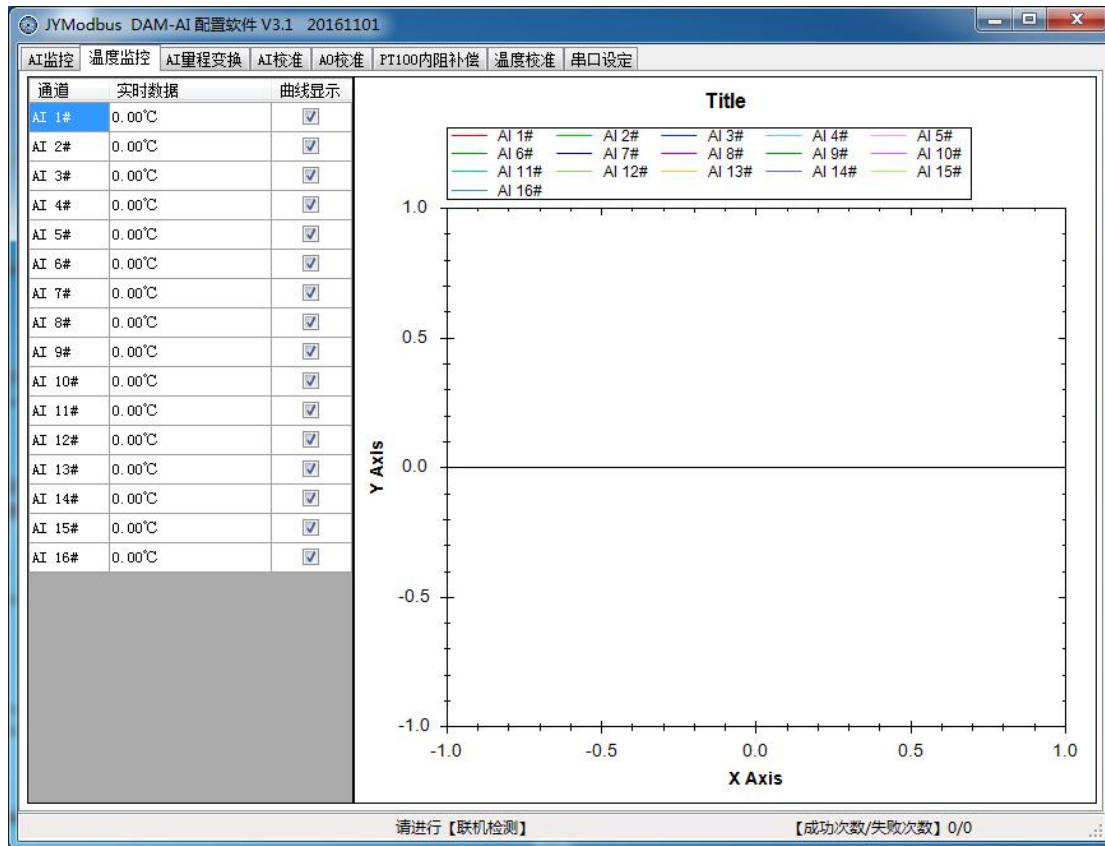 JYModbus DAM-AI 配置软件 V3.1 20161101
AI监控 温度监控 AI量程变换 AI校准 AO校准 PT100内阻补偿 温度校准 串口设定
通道 实时数据 曲线显示
AI 1# 0.00℃
AI 2# 0.00℃
AI 3# 0.00℃
AI 4# 0.00℃
AI 5# 0.00℃
AI 6# 0.00℃
AI 7# 0.00℃
AI 8# 0.00℃
AI 9# 0.00℃
AI 10# 0.00℃
AI 11# 0.00℃
AI 12# 0.00℃
AI 13# 0.00℃
AI 14# 0.00℃
AI 15# 0.00℃
AI 16# 0.00℃
Title
AI 1# AI 2# AI 3# AI 4# AI 5#
AI 6# AI 7# AI 8# AI 9# AI 10#
AI 11# AI 12# AI 13# AI 14# AI 15#
AI 16#
1.0
0.5
0.0
-0.5
-1.0
Y Axis
-1.0 -0.5 0.0 0.5 1.0
X Axis
请进行【联机检测】 【成功次数/失败次数】0/0